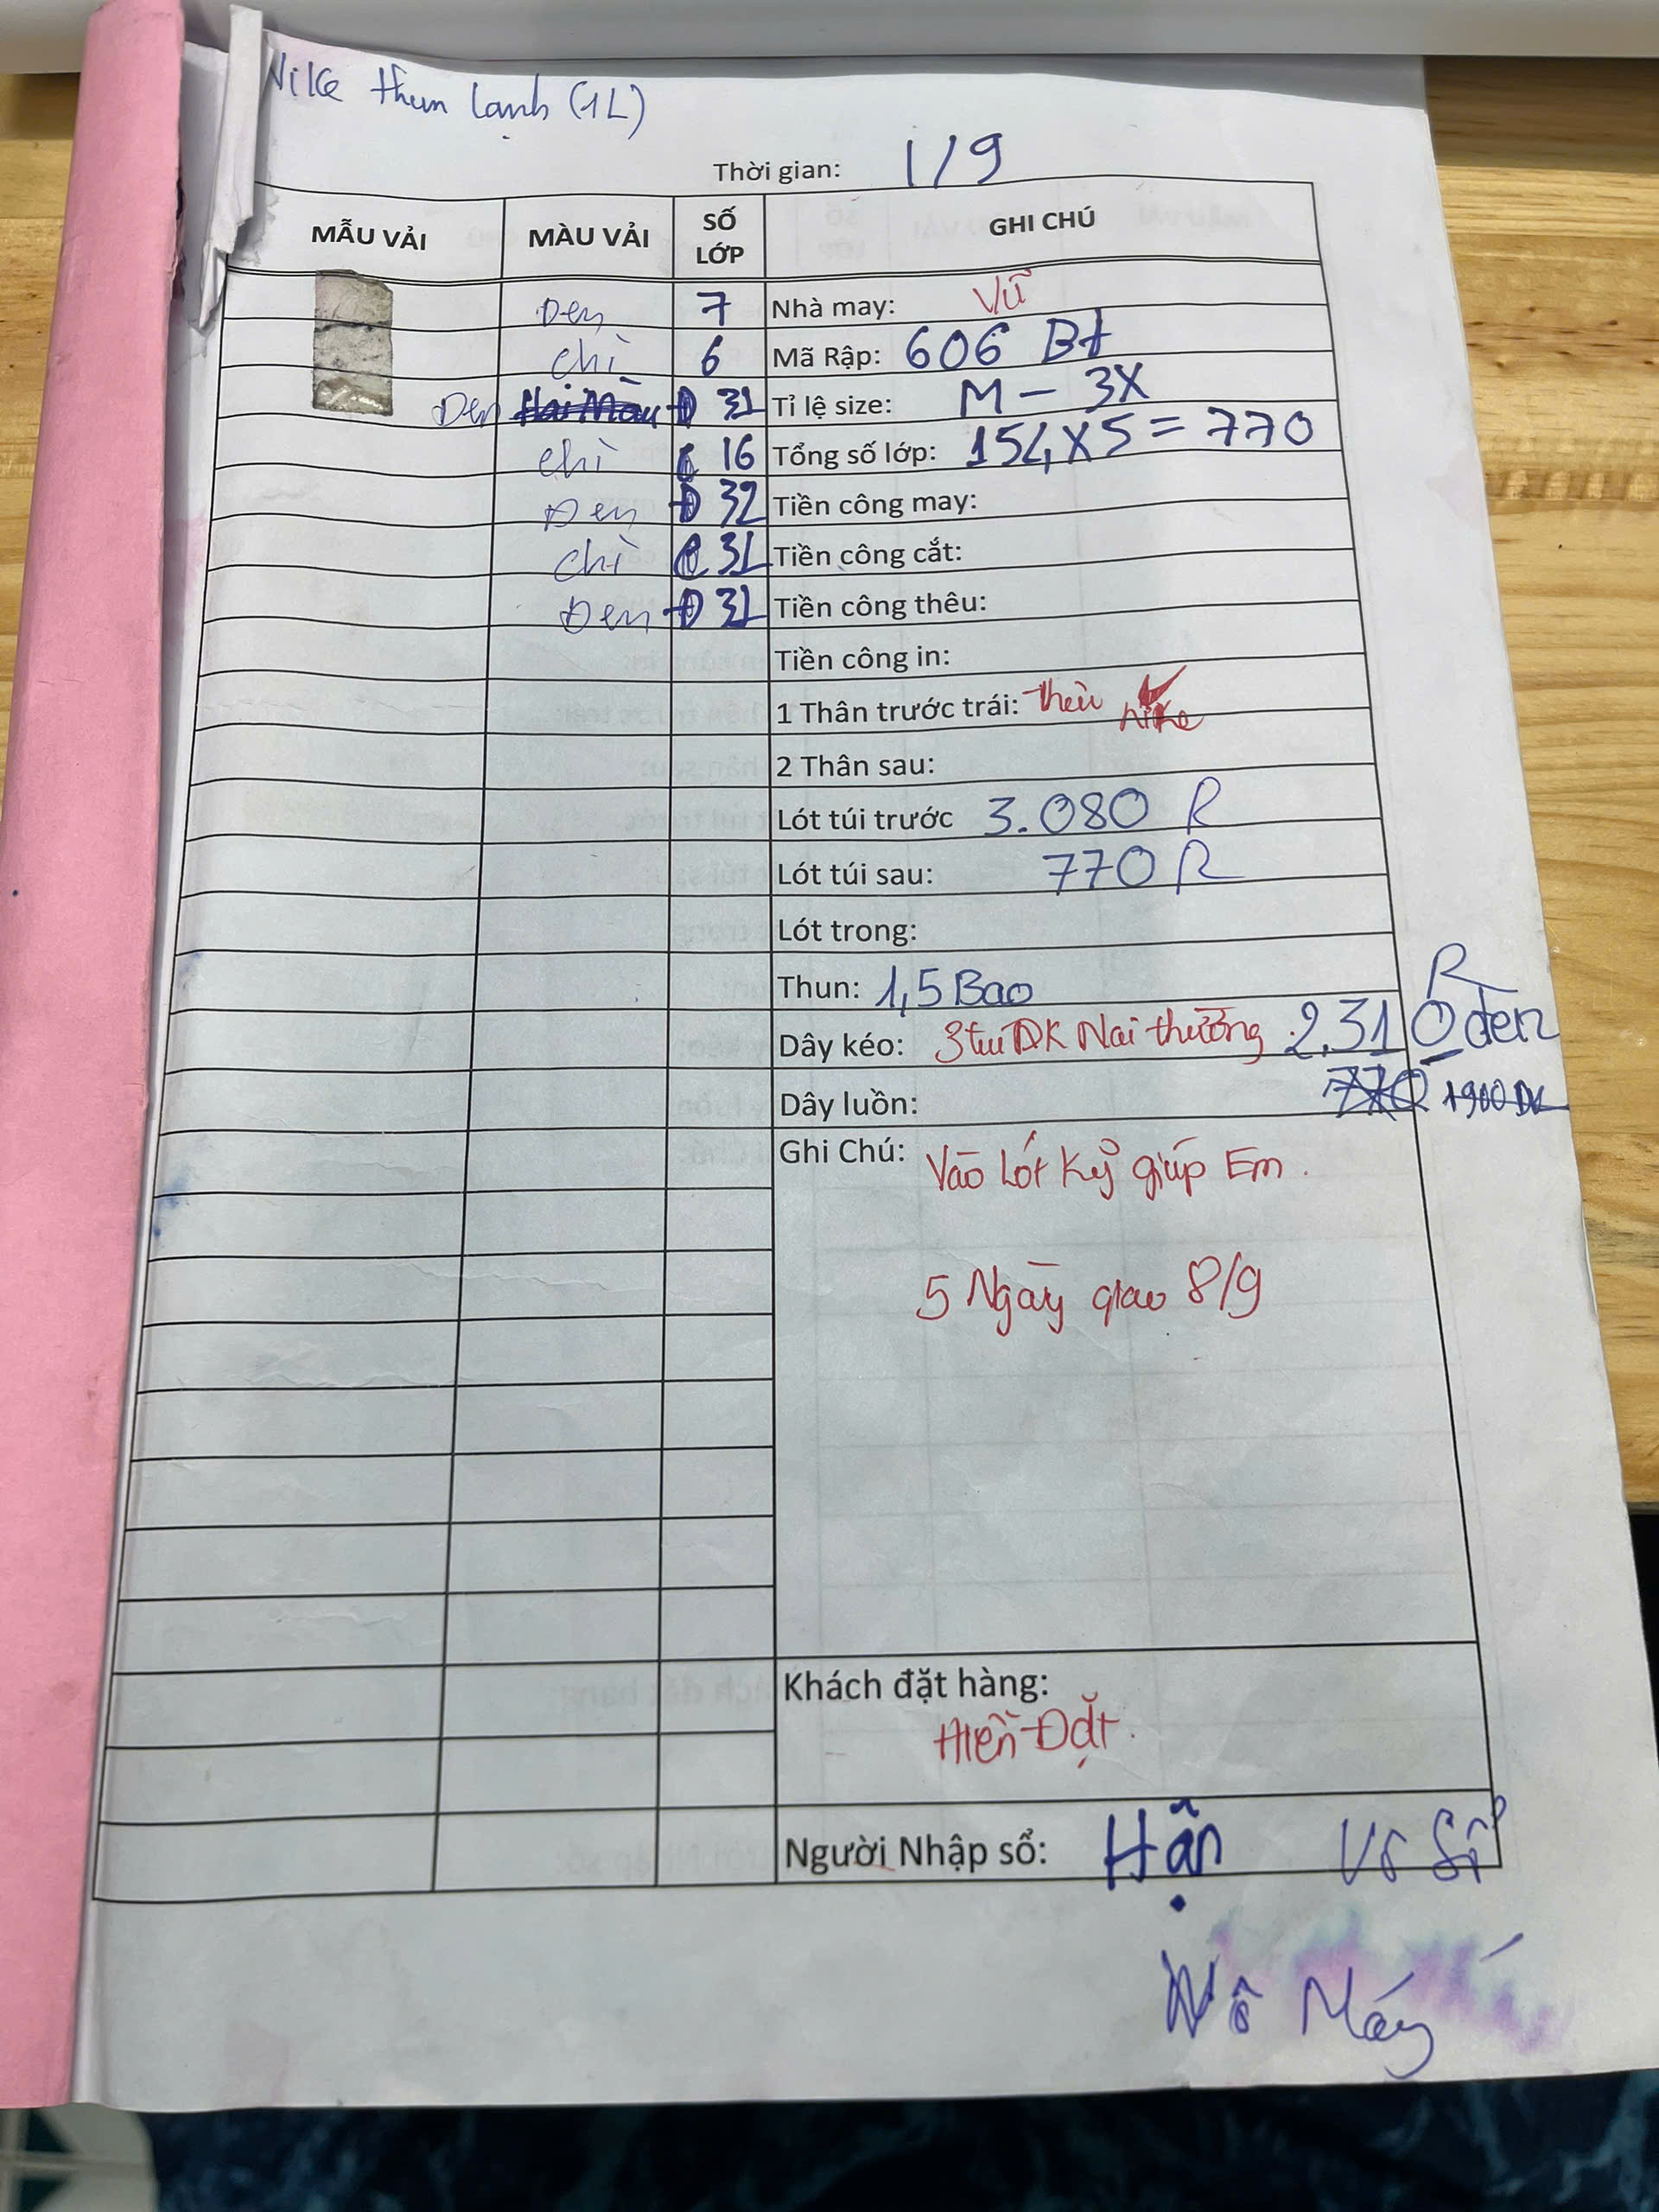 Nike thun lạnh (1L)
Thời gian: 1/9
MẪU VẢI MÀU VẢI SỐ LỚP GHI CHÚ
Đen 7 Nhà may: Vũ
chì 6 Mã Rập: 606 Bt
Đen Đ 31 Tỉ lệ size: M - 3X
chì C 16 Tổng số lớp: 154 x 5 = 770
Đen Đ 32 Tiền công may:
chì C 31 Tiền công cắt:
Đen Đ 31 Tiền công thêu:
Tiền công in:
1 Thân trước trái: Thêu nike
2 Thân sau:
Lót túi trước 3.080 R
Lót túi sau: 770 R
Lót trong:
Thun: 1,5 Bao R
Dây kéo: 3 túi DK Nai thường 2.310 đen
Dây luồn: 770 1900 DK
Ghi Chú: Vào Lót Kỹ giúp Em.
5 Ngày giao 8/9
Khách đặt hàng:
Hiền Đặt.
Người Nhập sổ: Hận Vô Sổ
Vô Máy